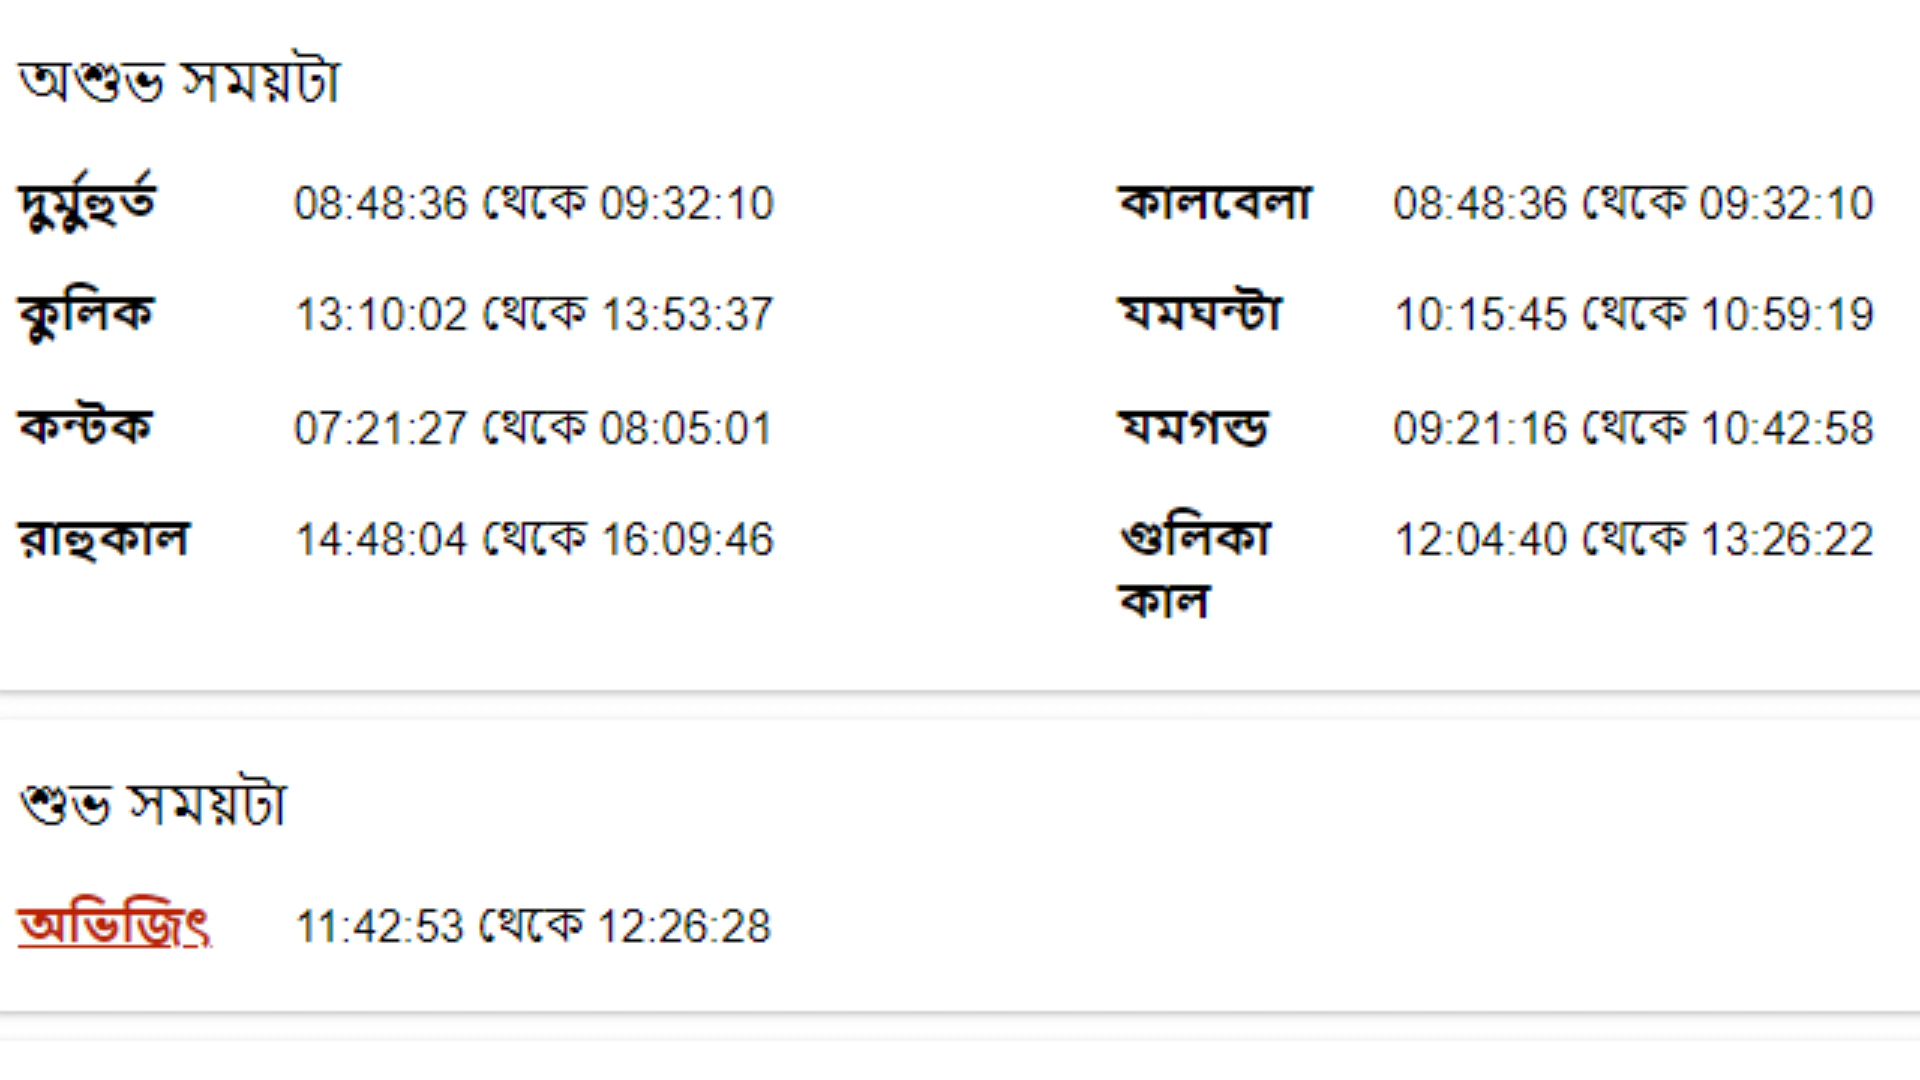 অশুভ সময়টা
দুর্মুহুর্ত 08:48:36 থেকে 09:32:10 কালবেলা 08:48:36 থেকে 09:32:10
কুলিক 13:10:02 থেকে 13:53:37 যমঘন্টা 10:15:45 থেকে 10:59:19
কন্টক 07:21:27 থেকে 08:05:01 যমগন্ড 09:21:16 থেকে 10:42:58
রাহুকাল 14:48:04 থেকে 16:09:46 গুলিকা 12:04:40 থেকে 13:26:22
কাল
শুভ সময়টা
অভিজিৎ 11:42:53 থেকে 12:26:28